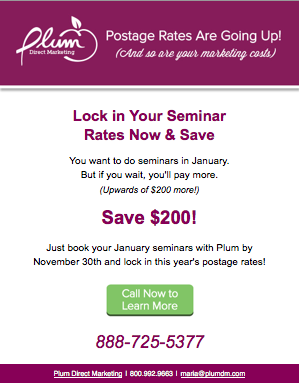 Plum
Direct Marketing
Postage Rates Are Going Up!
(And so are your marketing costs)
Lock in Your Seminar
Rates Now & Save
You want to do seminars in January.
But if you wait, you'll pay more.
(Upwards of $200 more!)
Save $200!
Just book your January seminars with Plum by
November 30th and lock in this year's postage rates!
Call Now to
Learn More
888-725-5377
Plum Direct Marketing | 800.992.9663 | maria@plumdm.com